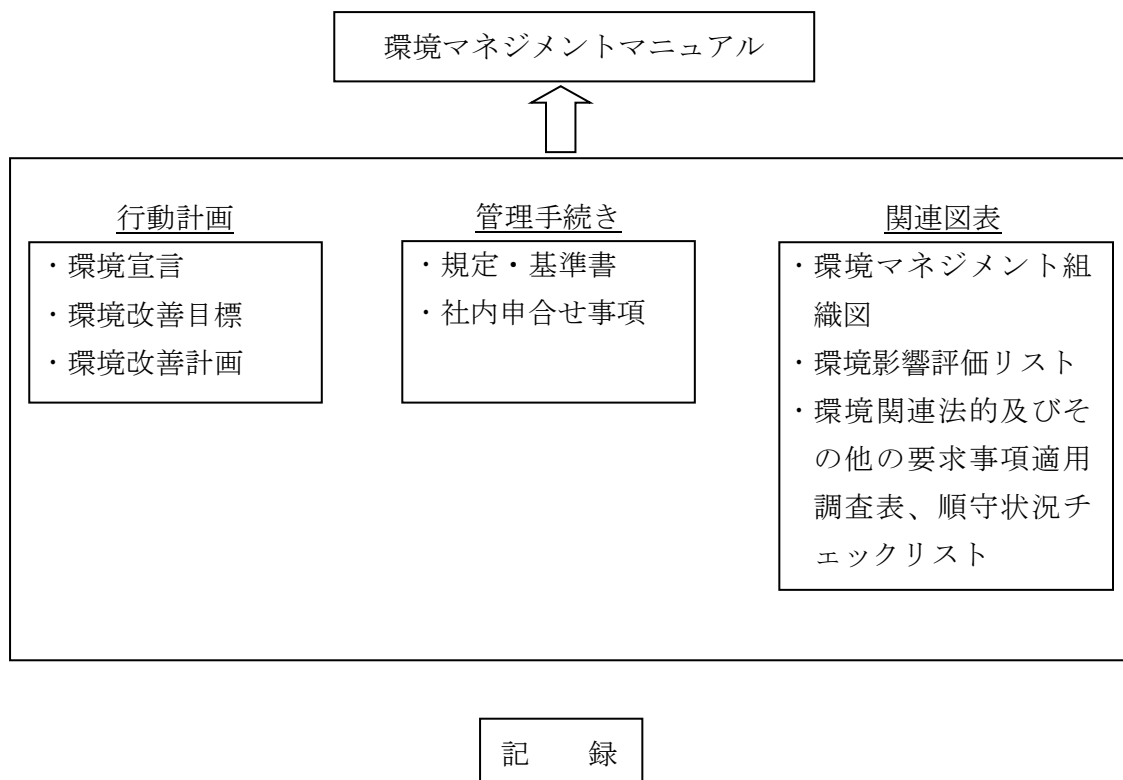 環境マネジメントマニュアル
行動計画
・環境宣言
・環境改善目標
・環境改善計画
管理手続き
・規定・基準書
・社内申合せ事項
関連図表
・環境マネジメント組
織図
・環境影響評価リスト
・環境関連法的及びそ
の他の要求事項適用
調査表、順守状況チ
ェックリスト
記　　録